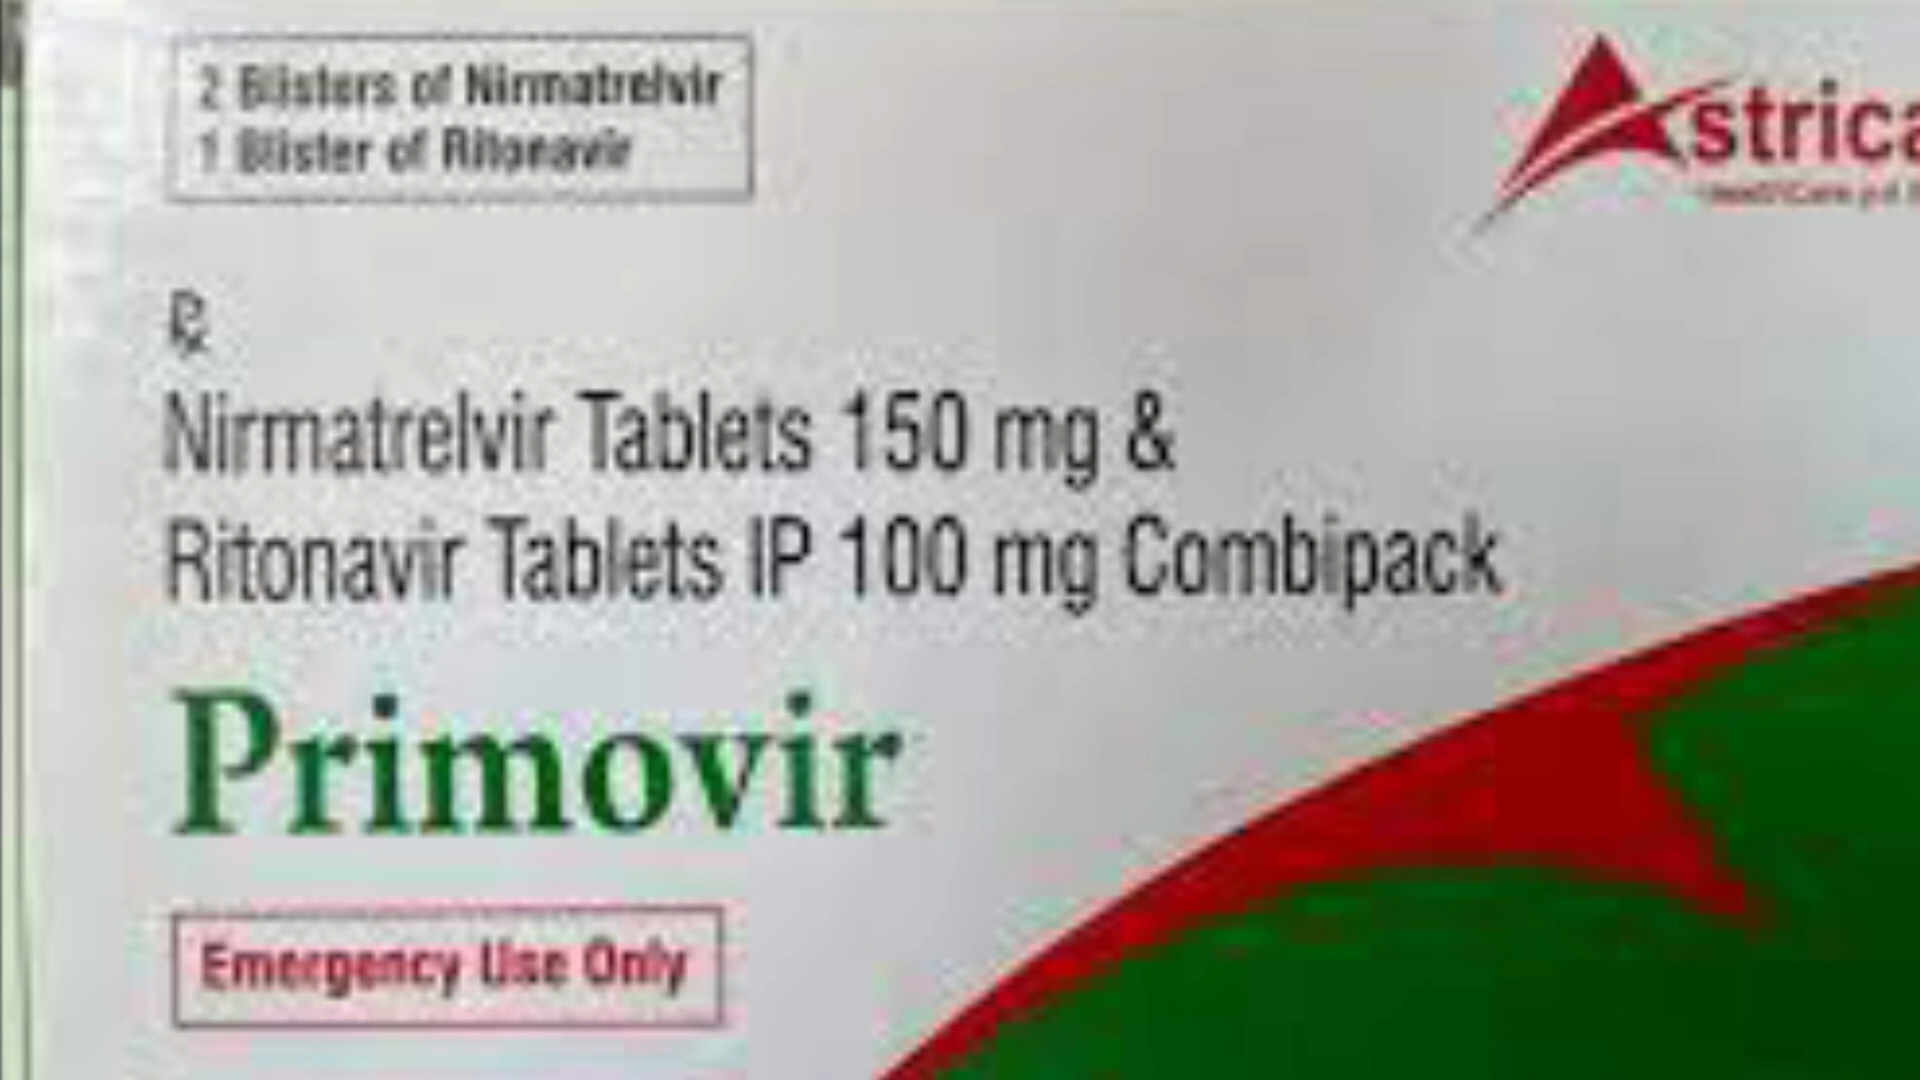 2 Blisters of Nirmatrelvir
1 Blister of Ritonavir
Astrica
℞
Nirmatrelvir Tablets 150 mg &
Ritonavir Tablets IP 100 mg Combipack
Primovir
Emergency Use Only